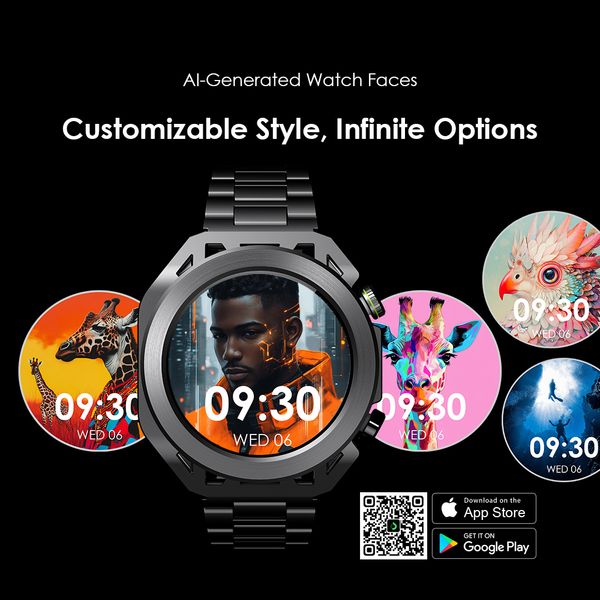 AI-Generated Watch Faces
Customizable Style, Infinite Options
09:30
WED 06
09:30
WED 06
09:30
WED 06
09:30
WED 06
09:30
WED 06
Download on the
App Store
GET IT ON
Google Play